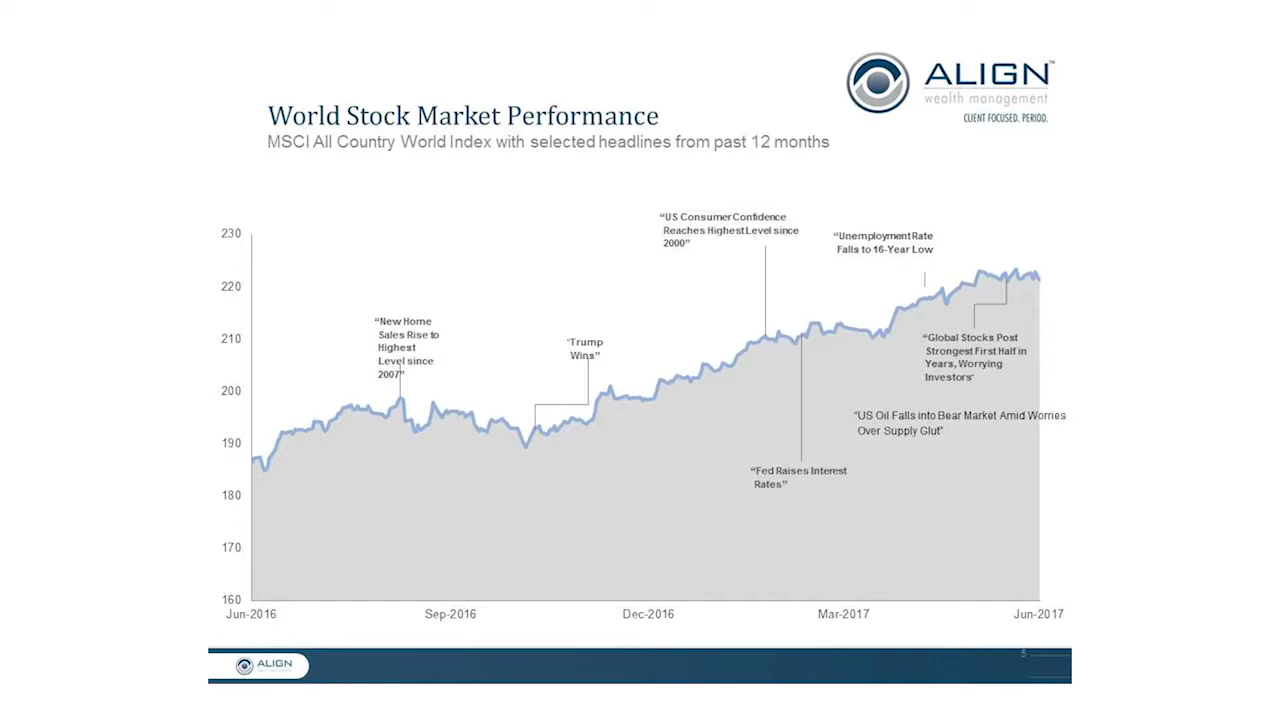 ALIGN™
wealth management
CLIENT FOCUSED. PERIOD.
World Stock Market Performance
MSCI All Country World Index with selected headlines from past 12 months
“US Consumer Confidence
Reaches Highest Level since
2000”
“Unemployment Rate
Falls to 16-Year Low
“New Home
Sales Rise to
Highest
Level since
2007”
“Trump
Wins”
“Global Stocks Post
Strongest First Half in
Years, Worrying
Investors”
“US Oil Falls into Bear Market Amid Worries
Over Supply Glut”
“Fed Raises Interest
Rates”
230
220
210
200
190
180
170
160
Jun-2016
Sep-2016
Dec-2016
Mar-2017
Jun-2017
ALIGN